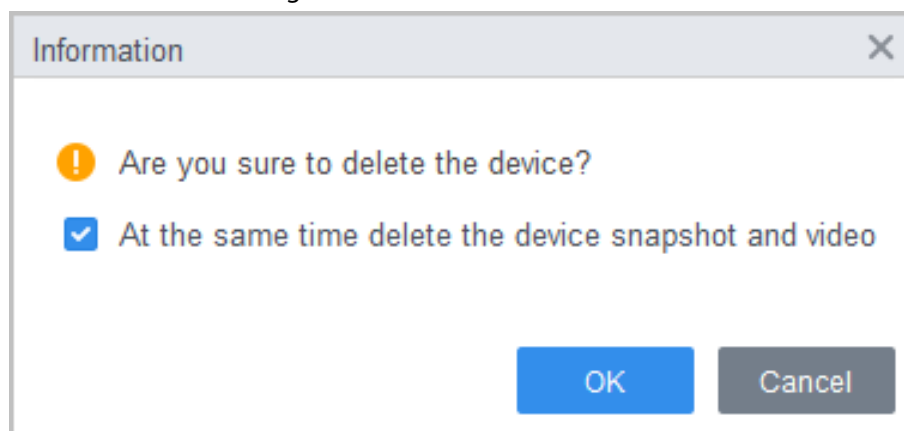 Information
Are you sure to delete the device?
At the same time delete the device snapshot and video
OK
Cancel